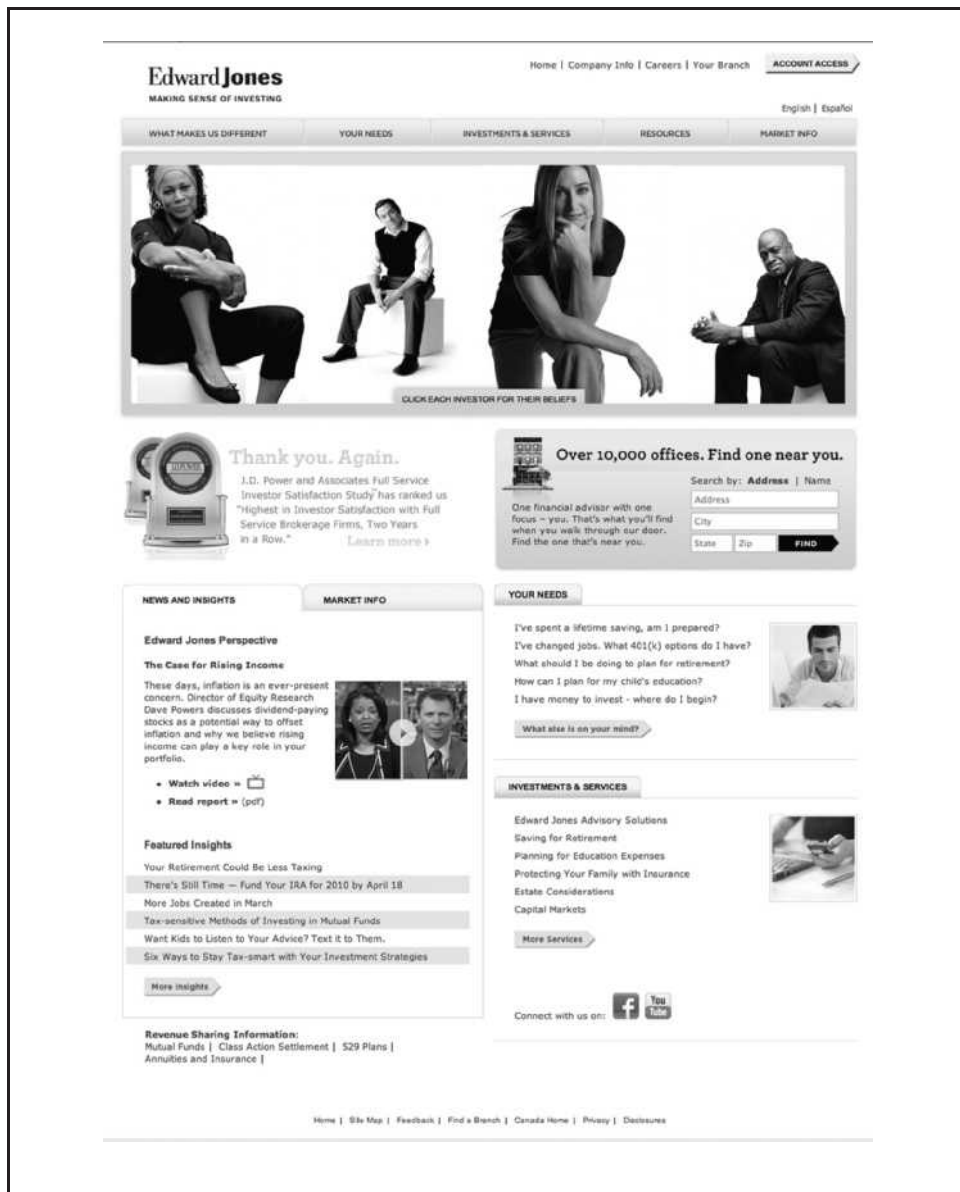 Home | Company Info | Careers | Your Branch
ACCOUNT ACCESS
Edward Jones
MAKING SENSE OF INVESTING
English | Español
WHAT MAKES US DIFFERENT
YOUR NEEDS
INVESTMENTS & SERVICES
RESOURCES
MARKET INFO
CLICK EACH INVESTOR FOR THEIR BELIEFS
Thank you. Again.
J.D. Power and Associates Full Service
Investor Satisfaction Study℠ has ranked us
"Highest in Investor Satisfaction with Full
Service Brokerage Firms, Two Years
in a Row."
Learn more ›
Over 10,000 offices. Find one near you.
One financial advisor with one
focus – you. That's what you'll find
when you walk through our door.
Find the one that's near you.
Search by: Address | Name
Address
City
State
Zip
FIND
NEWS AND INSIGHTS
MARKET INFO
Edward Jones Perspective
The Case for Rising Income
These days, inflation is an ever-present
concern. Director of Equity Research
Dave Powers discusses dividend-paying
stocks as a potential way to offset
inflation and why we believe rising
income can play a key role in your
portfolio.
• Watch video »
• Read report » (pdf)
Featured Insights
Your Retirement Could Be Less Taxing
There's Still Time — Fund Your IRA for 2010 by April 18
More Jobs Created in March
Tax-sensitive Methods of Investing in Mutual Funds
Want Kids to Listen to Your Advice? Text it to Them.
Six Ways to Stay Tax-smart with Your Investment Strategies
More Insights
Revenue Sharing Information:
Mutual Funds | Class Action Settlement | 529 Plans |
Annuities and Insurance |
YOUR NEEDS
I've spent a lifetime saving, am I prepared?
I've changed jobs. What 401(k) options do I have?
What should I be doing to plan for retirement?
How can I plan for my child's education?
I have money to invest - where do I begin?
What else is on your mind?
INVESTMENTS & SERVICES
Edward Jones Advisory Solutions
Saving for Retirement
Planning for Education Expenses
Protecting Your Family with Insurance
Estate Considerations
Capital Markets
More Services
Connect with us on:
f
You
Tube
Home | Site Map | Feedback | Find a Branch | Canada Home | Privacy | Disclosures